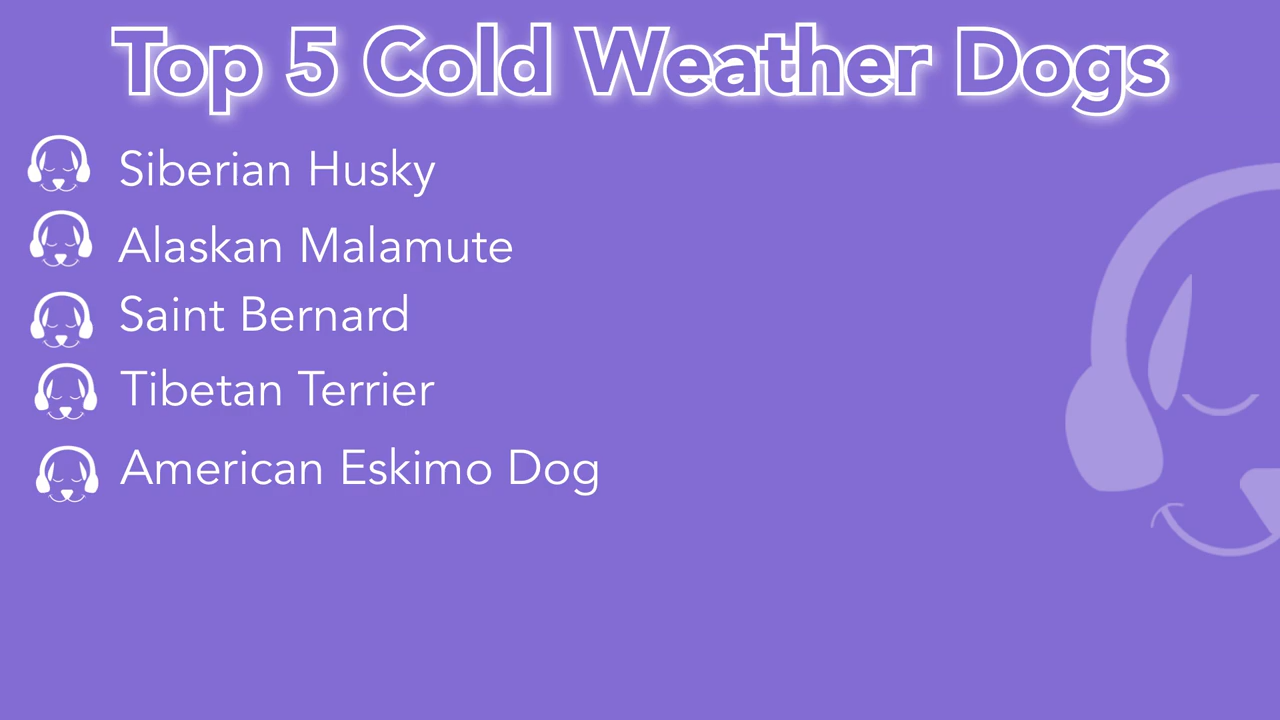 Top 5 Cold Weather Dogs
Siberian Husky
Alaskan Malamute
Saint Bernard
Tibetan Terrier
American Eskimo Dog